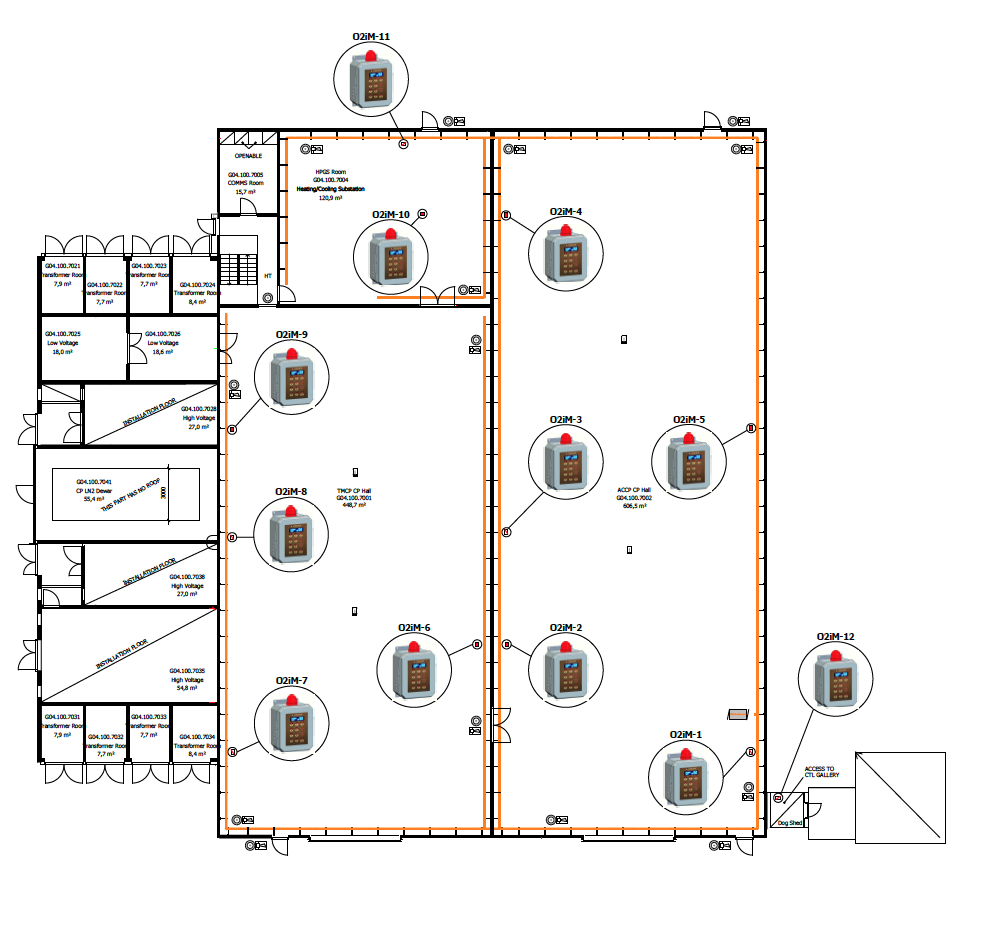 O2iM-11
OPENABLE
G04.100.7005
COMMS Room
15,7 m²
HPGS Room
G04.100.7004
Heating/Cooling Substation
120,9 m²
O2iM-10
O2iM-4
HT
G04.100.7021
Transformer Room
7,9 m²
G04.100.7022
Transformer Room
7,7 m²
G04.100.7023
Transformer Room
7,7 m²
G04.100.7024
Transformer Room
8,4 m²
G04.100.7025
Low Voltage
18,0 m²
G04.100.7026
Low Voltage
18,6 m²
O2iM-9
INSTALLATION FLOOR
G04.100.7028
High Voltage
27,0 m²
O2iM-3
O2iM-5
G04.100.7041
CP LN2 Dewar
55,4 m²
THIS PART HAS NO ROOF
3000
O2iM-8
TMCP CP Hall
G04.100.7001
448,7 m²
ACCP CP Hall
G04.100.7002
606,5 m²
INSTALLATION FLOOR
G04.100.7038
High Voltage
27,0 m²
O2iM-6
O2iM-2
O2iM-12
INSTALLATION FLOOR
G04.100.7035
High Voltage
54,8 m²
O2iM-7
G04.100.7031
Transformer Room
7,9 m²
G04.100.7032
Transformer Room
7,7 m²
G04.100.7033
Transformer Room
7,7 m²
G04.100.7034
Transformer Room
8,4 m²
O2iM-1
ACCESS TO
CTL GALLERY
Dog Shed